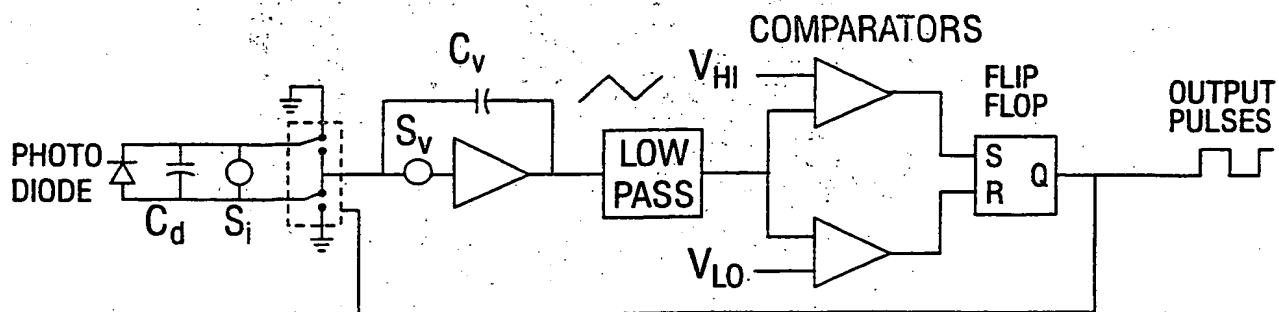 COMPARATORS
C_v
V_HI
FLIP
FLOP
OUTPUT
PULSES
S_v
PHOTO
DIODE
LOW
PASS
S
R
Q
C_d
S_i
V_LO